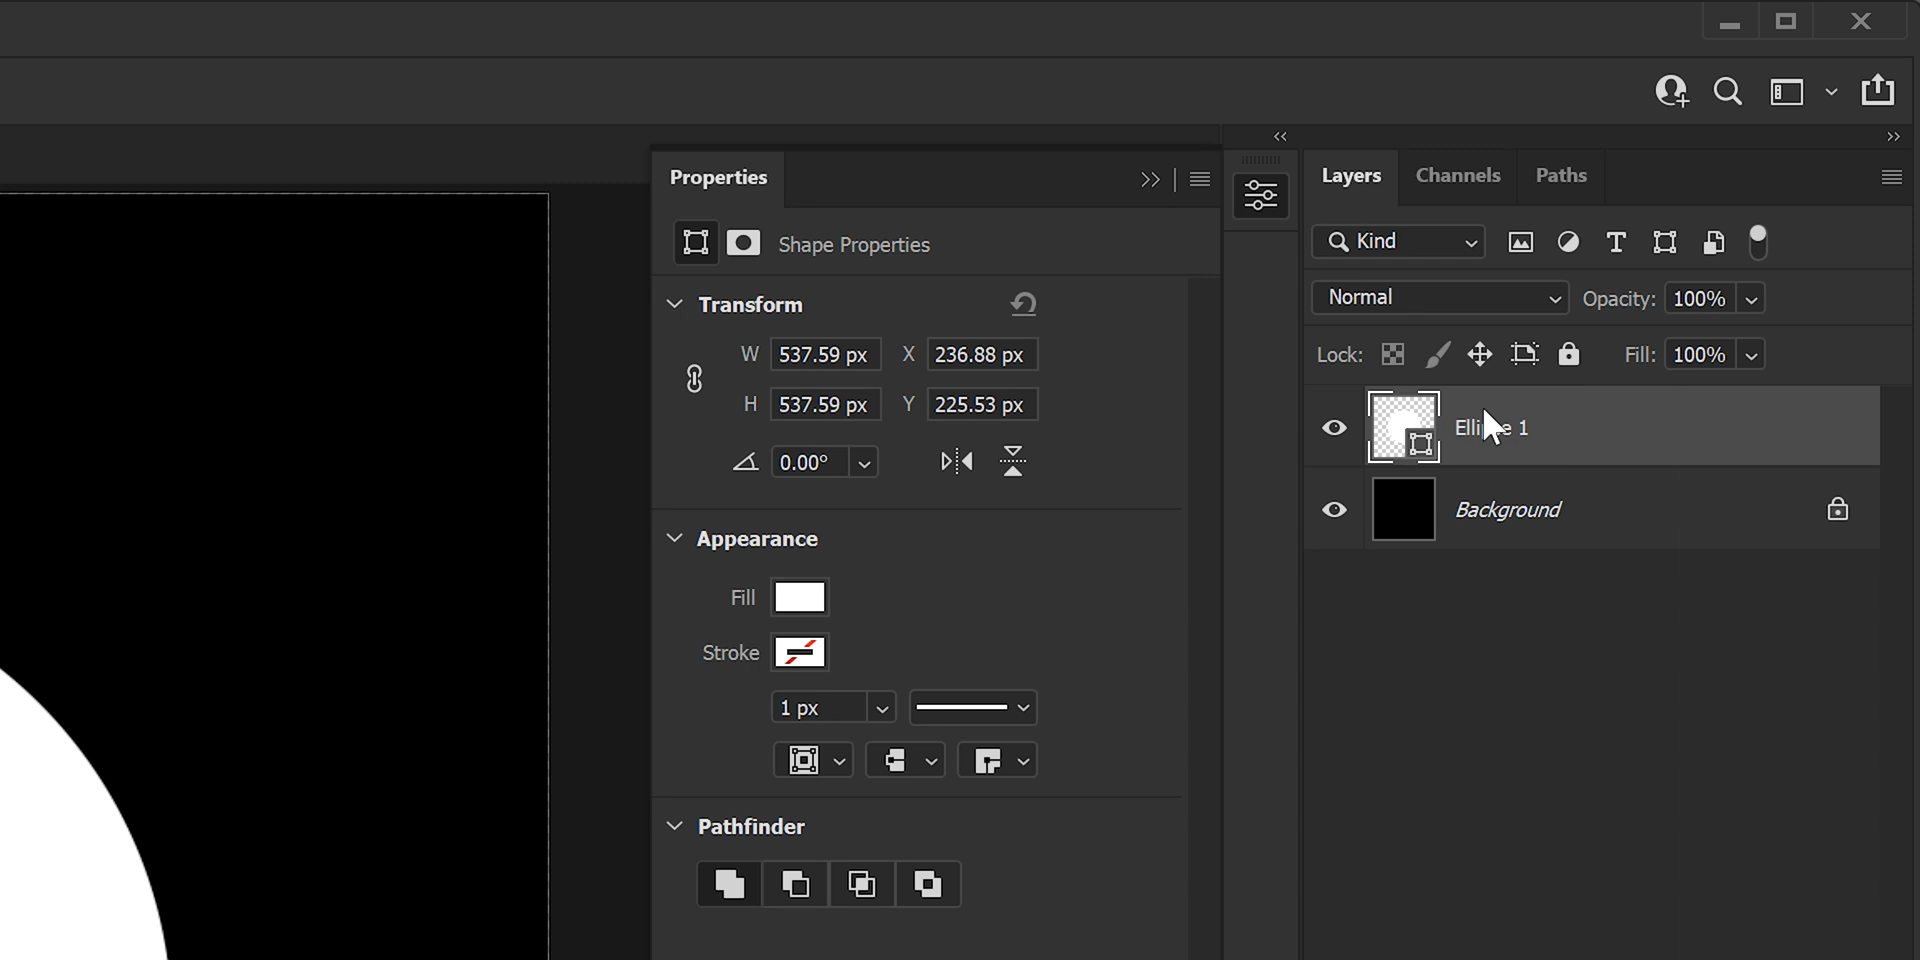 Properties
Shape Properties
Transform
W 537.59 px X 236.88 px
H 537.59 px Y 225.53 px
0.00°
Appearance
Fill
Stroke
1 px
Pathfinder
Layers Channels Paths
Kind
Normal Opacity: 100%
Lock: Fill: 100%
Ellipse 1
Background